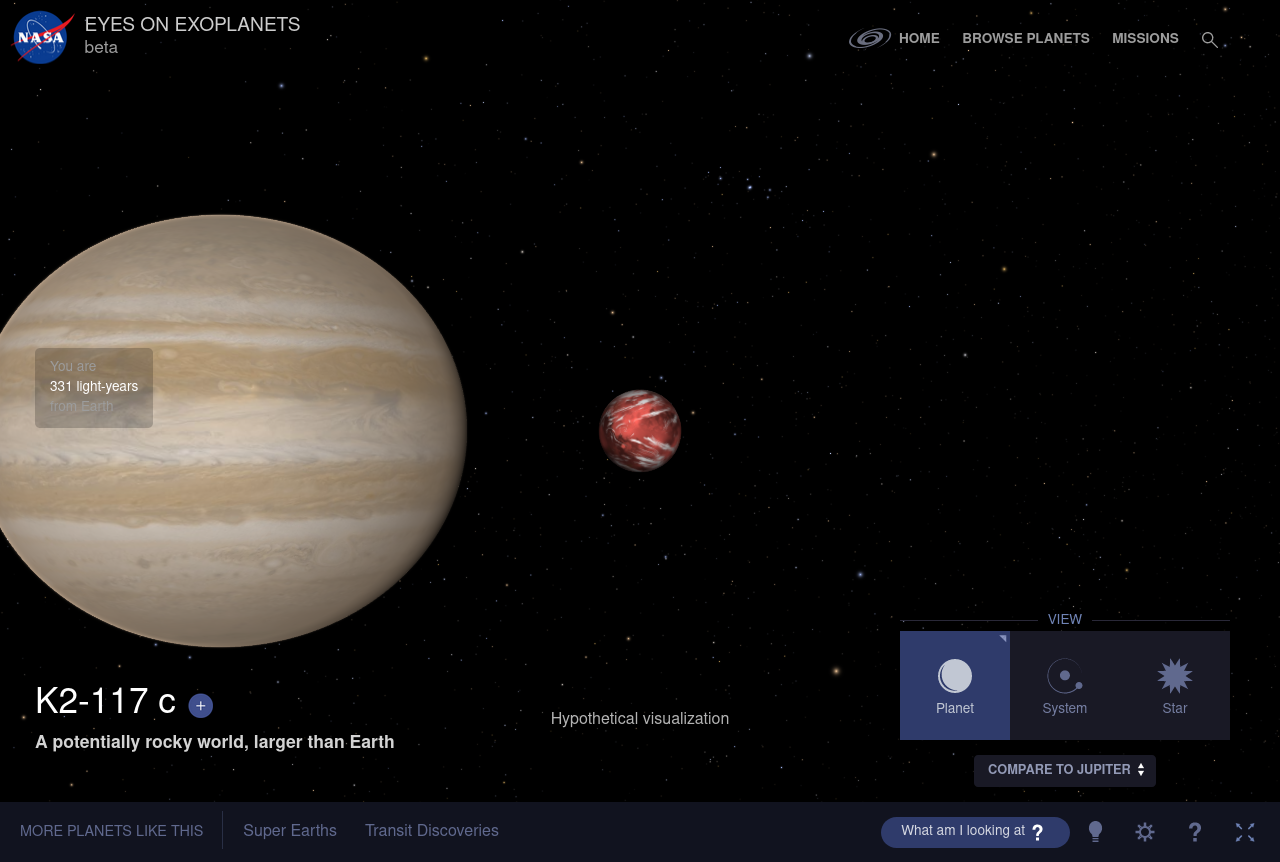 NASA
EYES ON EXOPLANETS
beta
HOME
BROWSE PLANETS
MISSIONS
You are
331 light-years
from Earth
K2-117 c +
A potentially rocky world, larger than Earth
Hypothetical visualization
VIEW
Planet
System
Star
COMPARE TO JUPITER
MORE PLANETS LIKE THIS
Super Earths
Transit Discoveries
What am I looking at ?
?